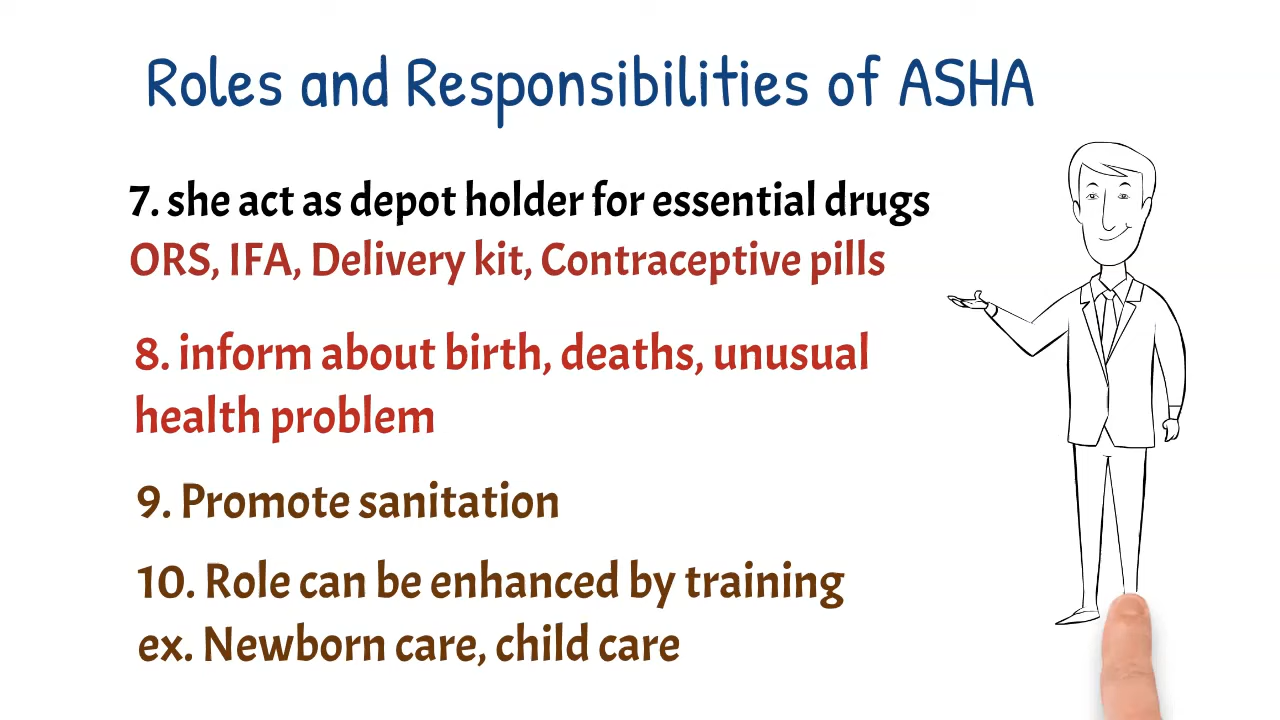 Roles and Responsibilities of ASHA
7. she act as depot holder for essential drugs
ORS, IFA, Delivery kit, Contraceptive pills
8. inform about birth, deaths, unusual
health problem
9. Promote sanitation
10. Role can be enhanced by training
ex. Newborn care, child care